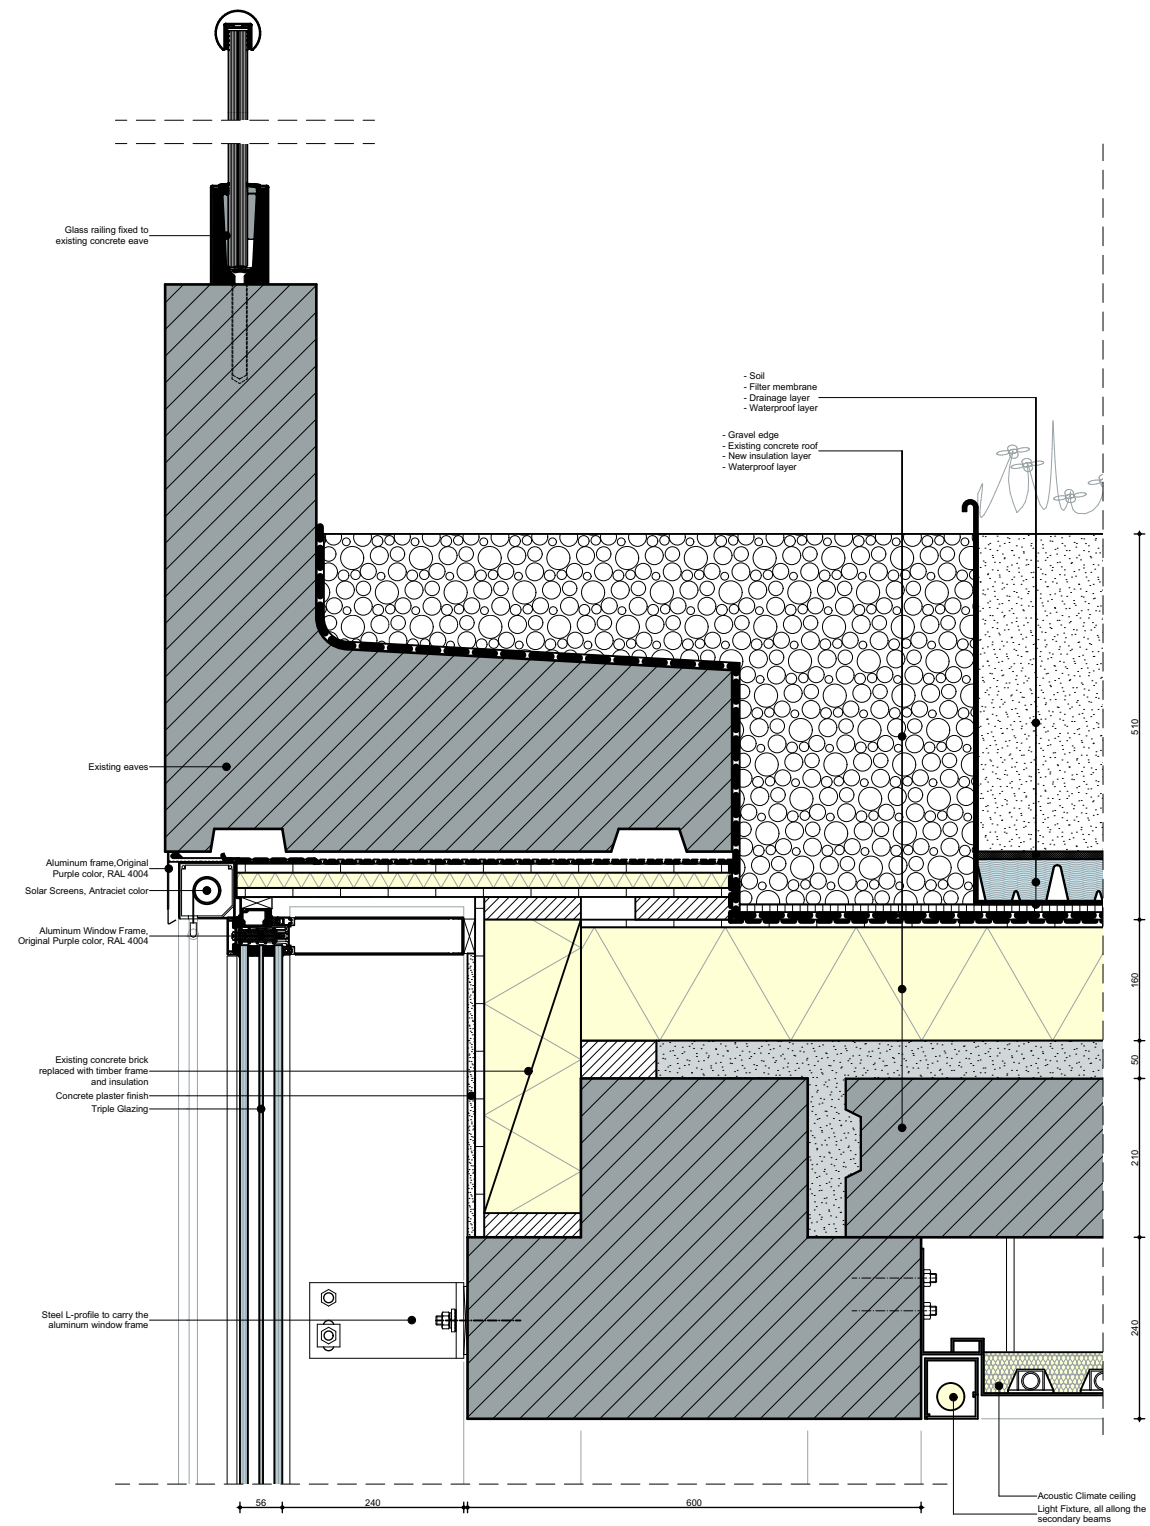 Glass railing fixed to
existing concrete eave
- Soil
- Filter membrane
- Drainage layer
- Waterproof layer
- Gravel edge
- Existing concrete roof
- New insulation layer
- Waterproof layer
510
Existing eaves
Aluminum frame,Original
Purple color, RAL 4004
Solar Screens, Antraciet color
Aluminum Window Frame,
Original Purple color, RAL 4004
160
50
Existing concrete brick
replaced with timber frame
and insulation
Concrete plaster finish
Triple Glazing
210
Steel L-profile to carry the
aluminum window frame
240
Acoustic Climate ceiling
Light Fixture, all allong the
secondary beams
56
240
600